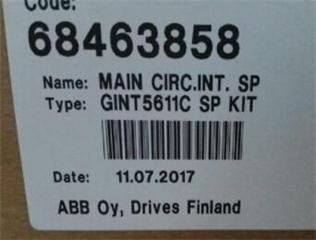 Code:
68463858
Name: MAIN CIRC.INT. SP
Type: GINT5611C SP KIT
Date: 11.07.2017
ABB Oy, Drives Finland